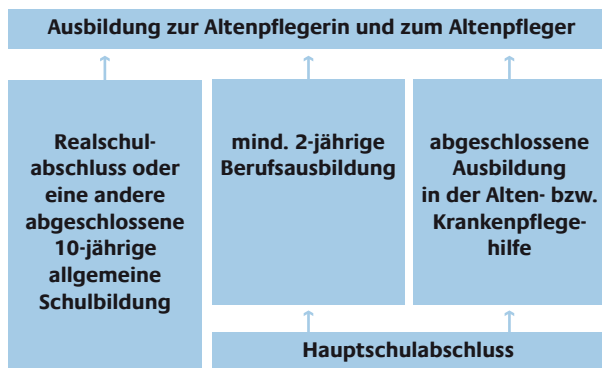 Ausbildung zur Altenpflegerin und zum Altenpfleger
Realschul-
abschluss oder
eine andere
abgeschlossene
10-jährige
allgemeine
Schulbildung
mind. 2-jährige
Berufsausbildung
abgeschlossene
Ausbildung
in der Alten- bzw.
Krankenpflege-
hilfe
Hauptschulabschluss